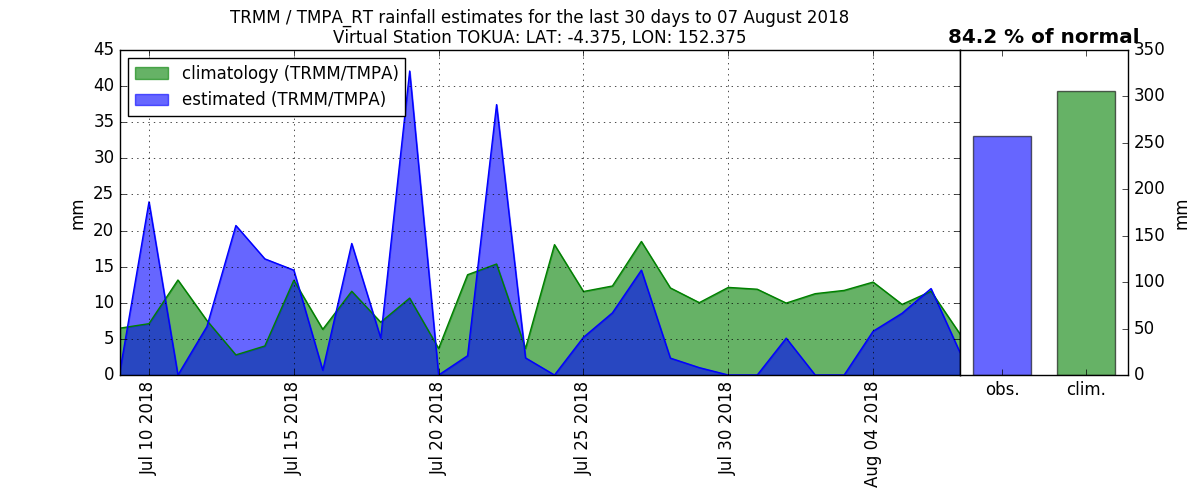 TRMM / TMPA_RT rainfall estimates for the last 30 days to 07 August 2018
Virtual Station TOKUA: LAT: -4.375, LON: 152.375
84.2 % of normal
climatology (TRMM/TMPA)
estimated (TRMM/TMPA)
45
40
35
30
25
20
15
10
5
0
mm
Jul 10 2018
Jul 15 2018
Jul 20 2018
Jul 25 2018
Jul 30 2018
Aug 04 2018
obs.
clim.
350
300
250
200
150
100
50
0
mm